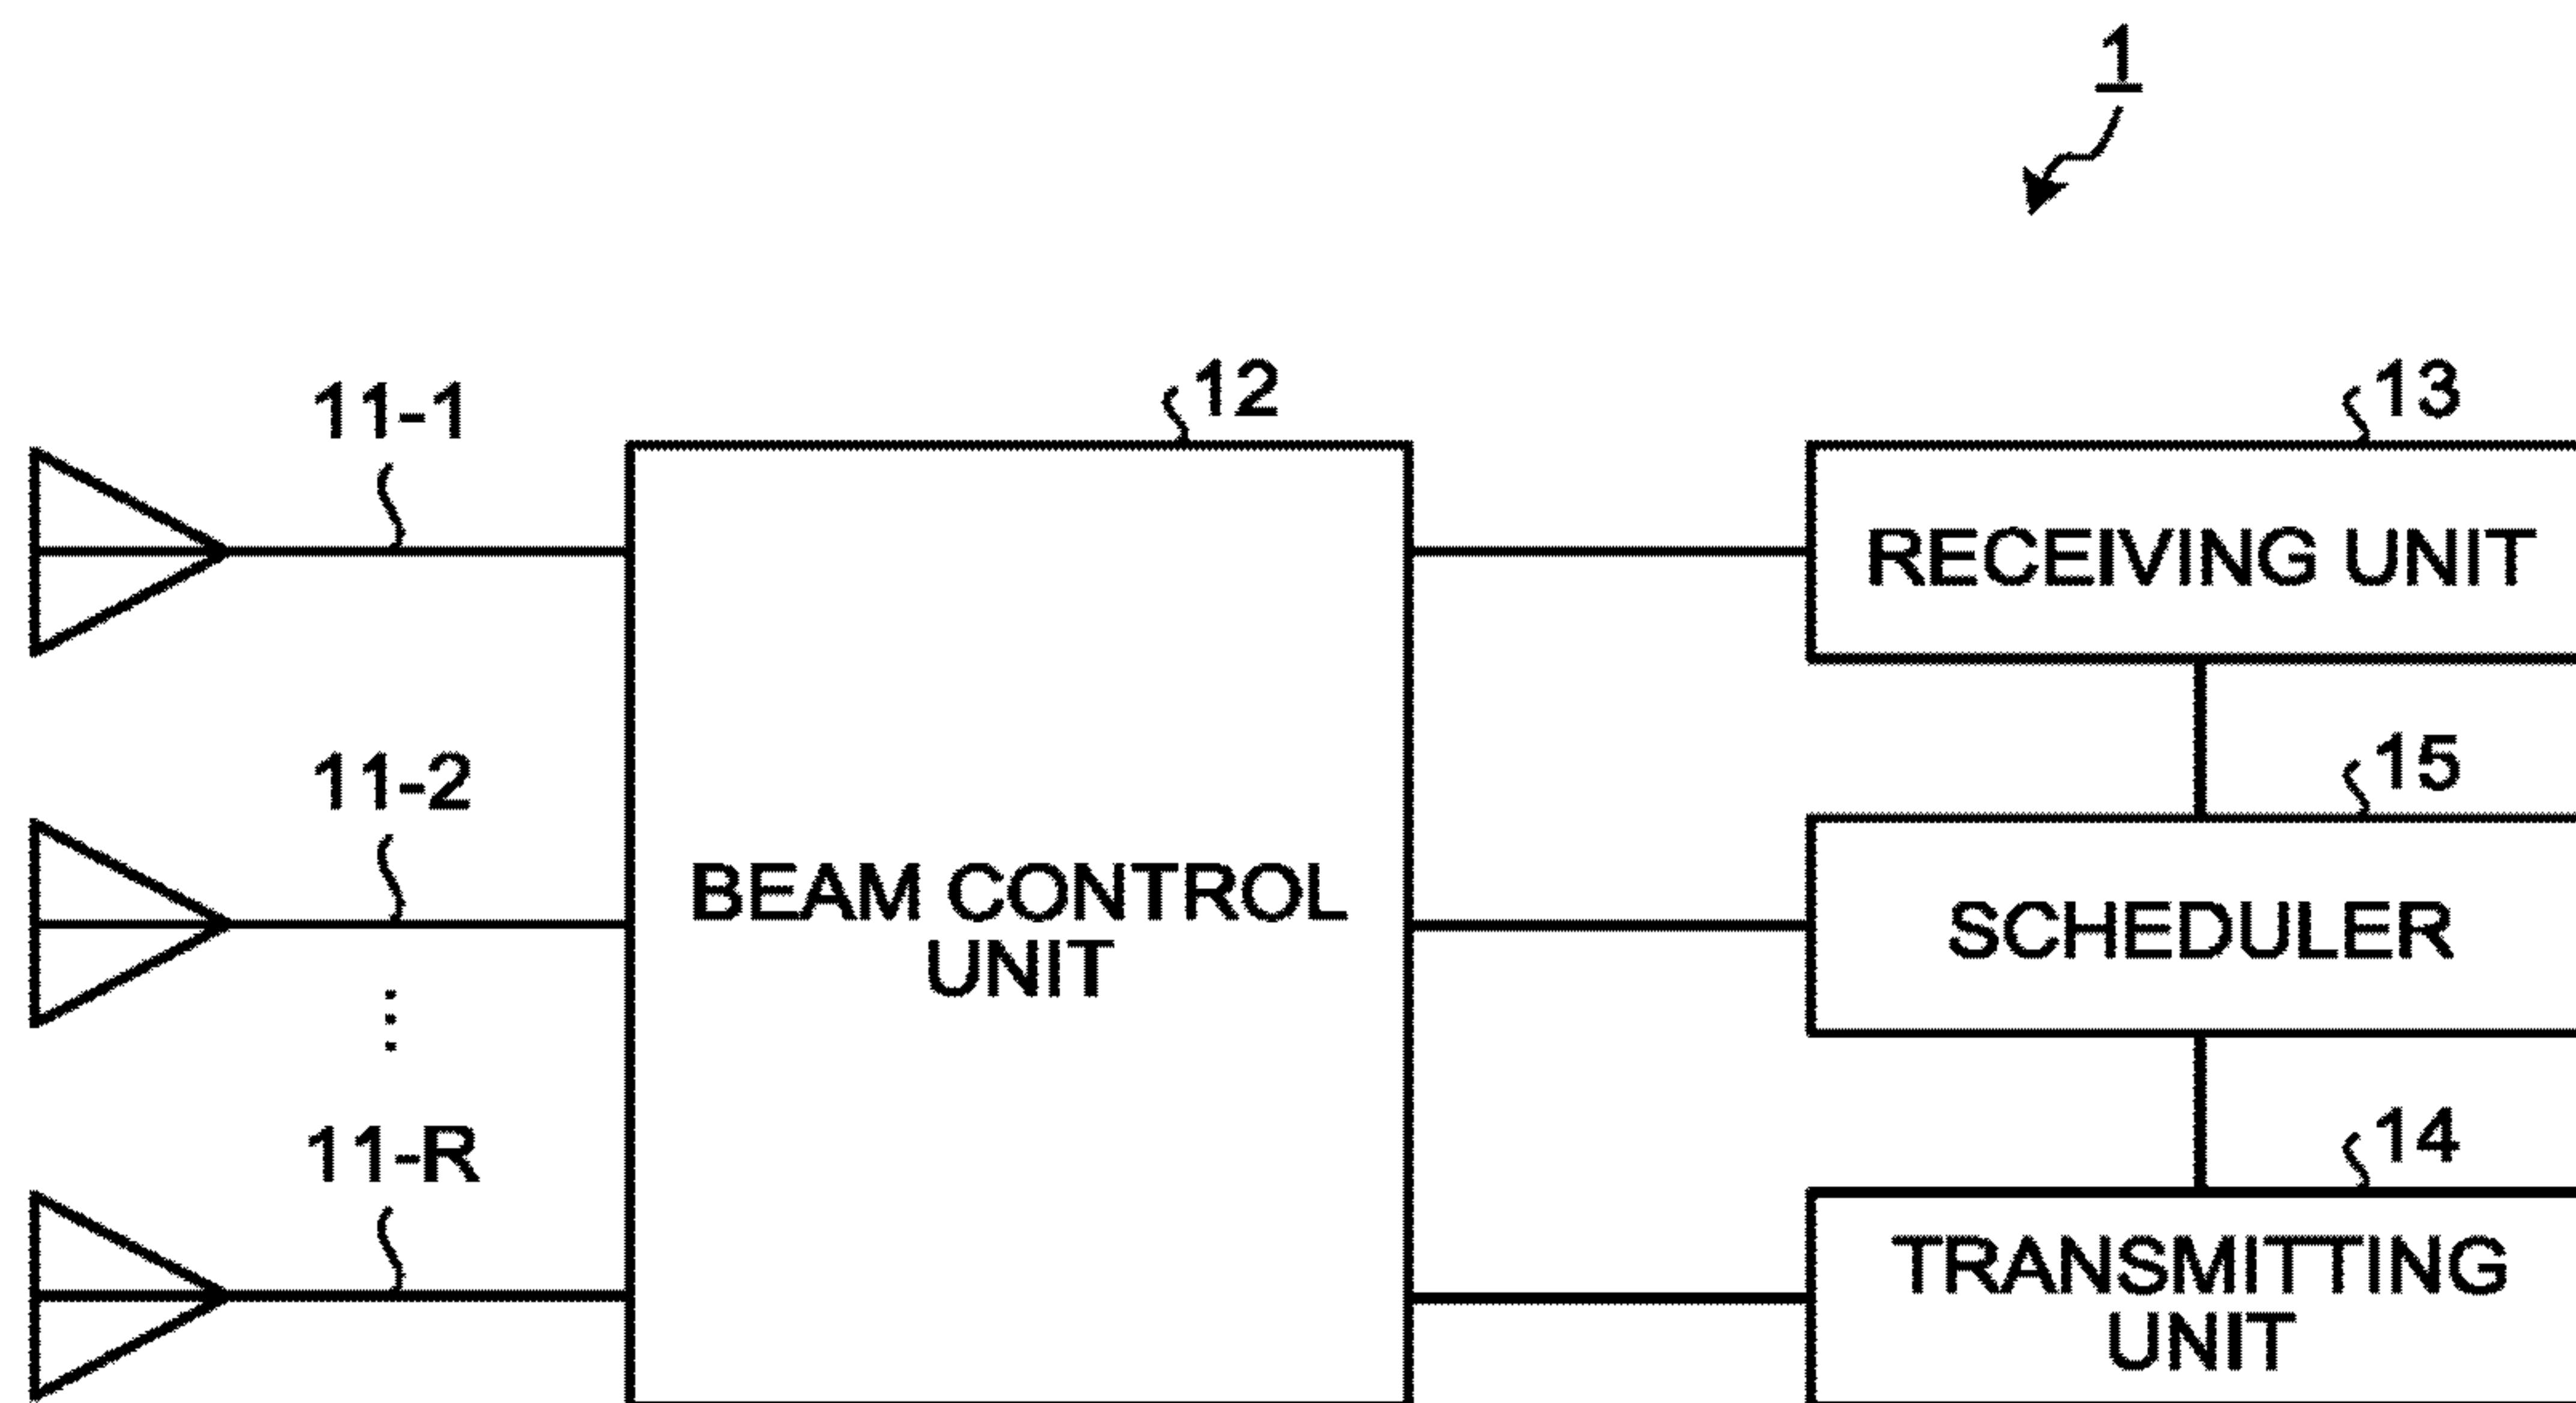 1
11-1
12
13
RECEIVING UNIT
11-2
15
BEAM CONTROL
UNIT
SCHEDULER
11-R
14
TRANSMITTING
UNIT